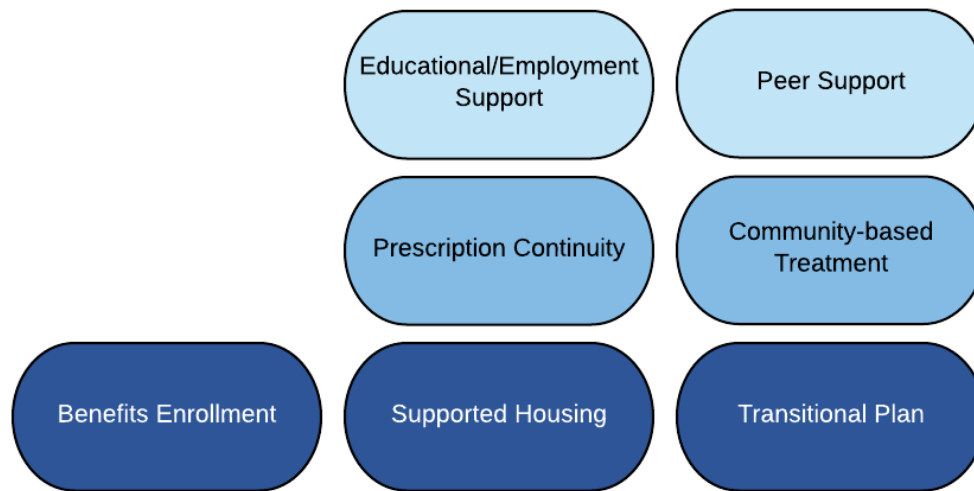 Educational/Employment
Support
Peer Support
Prescription Continuity
Community-based
Treatment
Benefits Enrollment
Supported Housing
Transitional Plan